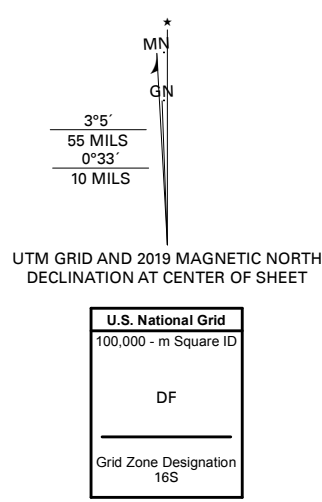 ★
MN
GN
3°5´
55 MILS
0°33´
10 MILS
UTM GRID AND 2019 MAGNETIC NORTH
DECLINATION AT CENTER OF SHEET
U.S. National Grid
100,000 - m Square ID
DF
Grid Zone Designation
16S